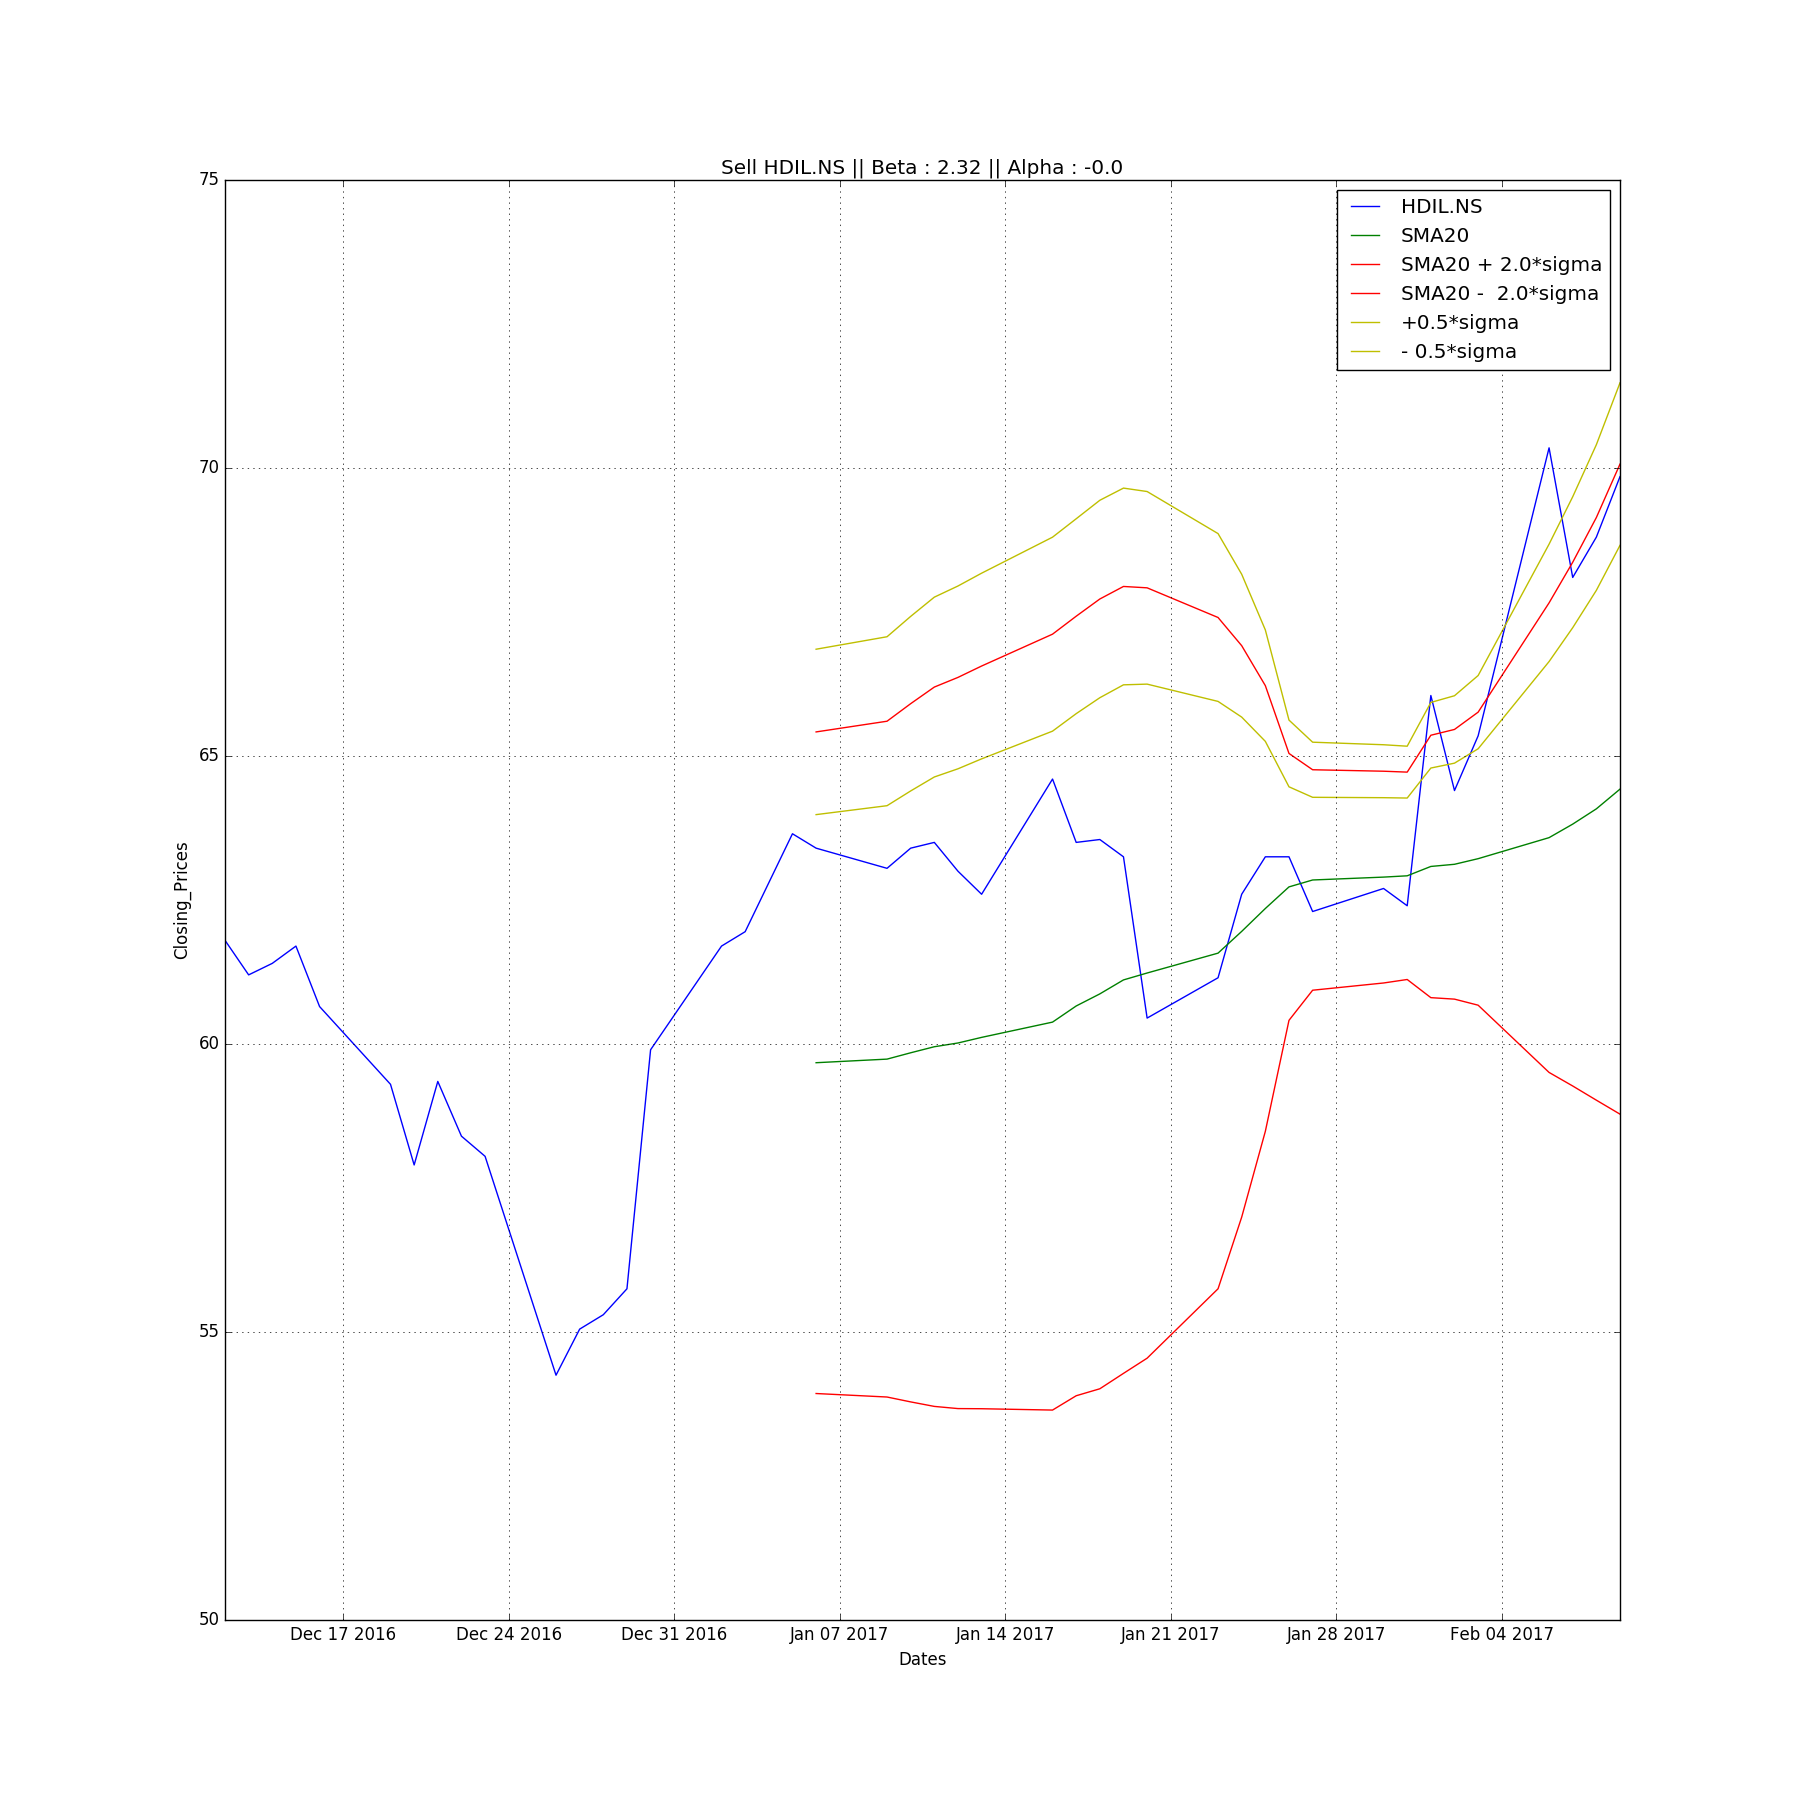 Sell HDIL.NS || Beta : 2.32 || Alpha : -0.0
75
70
65
60
55
50
Closing_Prices
HDIL.NS
SMA20
SMA20 + 2.0*sigma
SMA20 -  2.0*sigma
+0.5*sigma
- 0.5*sigma
Dec 17 2016
Dec 24 2016
Dec 31 2016
Jan 07 2017
Jan 14 2017
Jan 21 2017
Jan 28 2017
Feb 04 2017
Dates